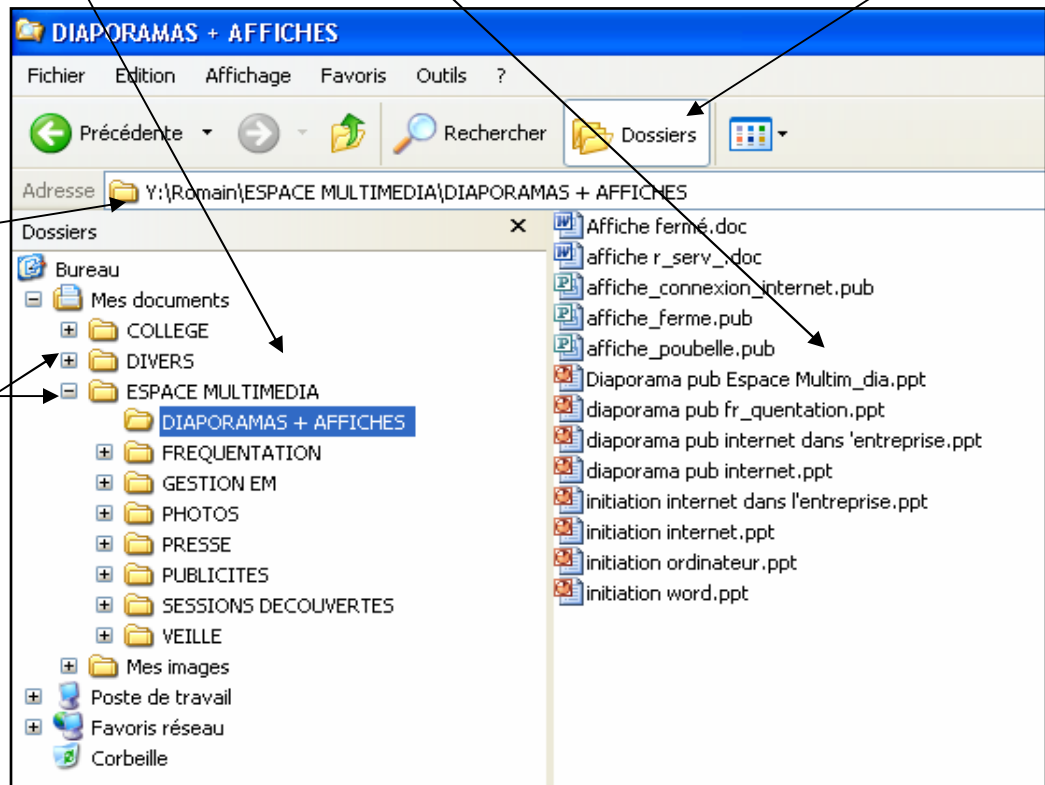 DIAPORAMAS + AFFICHES
Fichier Edition Affichage Favoris Outils ?
Précédente Rechercher Dossiers
Adresse Y:\Romain\ESPACE MULTIMEDIA\DIAPORAMAS + AFFICHES
Dossiers
Bureau
Mes documents
COLLEGE
DIVERS
ESPACE MULTIMEDIA
DIAPORAMAS + AFFICHES
FREQUENTATION
GESTION EM
PHOTOS
PRESSE
PUBLICITES
SESSIONS DECOUVERTES
VEILLE
Mes images
Poste de travail
Favoris réseau
Corbeille
Affiche fermé.doc
affiche r_serv_.doc
affiche_connexion_internet.pub
affiche_ferme.pub
affiche_poubelle.pub
Diaporama pub Espace Multim_dia.ppt
diaporama pub fr_quentation.ppt
diaporama pub internet dans 'entreprise.ppt
diaporama pub internet.ppt
initiation internet dans l'entreprise.ppt
initiation internet.ppt
initiation ordinateur.ppt
initiation word.ppt